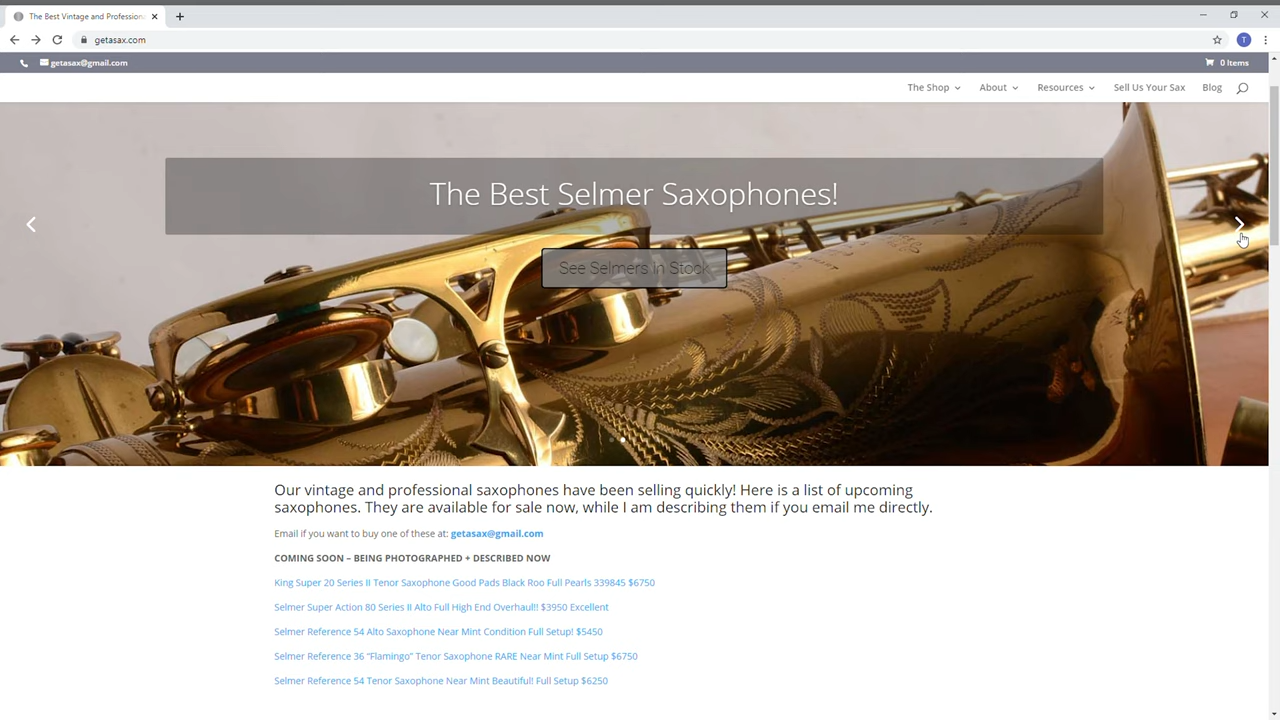 The Best Vintage and Profession
getasax.com
T
getasax@gmail.com
0 Items
The Shop
About
Resources
Sell Us Your Sax
Blog
The Best Selmer Saxophones!
See Selmers in Stock
Our vintage and professional saxophones have been selling quickly! Here is a list of upcoming
saxophones. They are available for sale now, while I am describing them if you email me directly.
Email if you want to buy one of these at: getasax@gmail.com
COMING SOON – BEING PHOTOGRAPHED + DESCRIBED NOW
King Super 20 Series II Tenor Saxophone Good Pads Black Roo Full Pearls 339845 $6750
Selmer Super Action 80 Series II Alto Full High End Overhaul!! $3950 Excellent
Selmer Reference 54 Alto Saxophone Near Mint Condition Full Setup! $5450
Selmer Reference 36 “Flamingo” Tenor Saxophone RARE Near Mint Full Setup $6750
Selmer Reference 54 Tenor Saxophone Near Mint Beautiful! Full Setup $6250